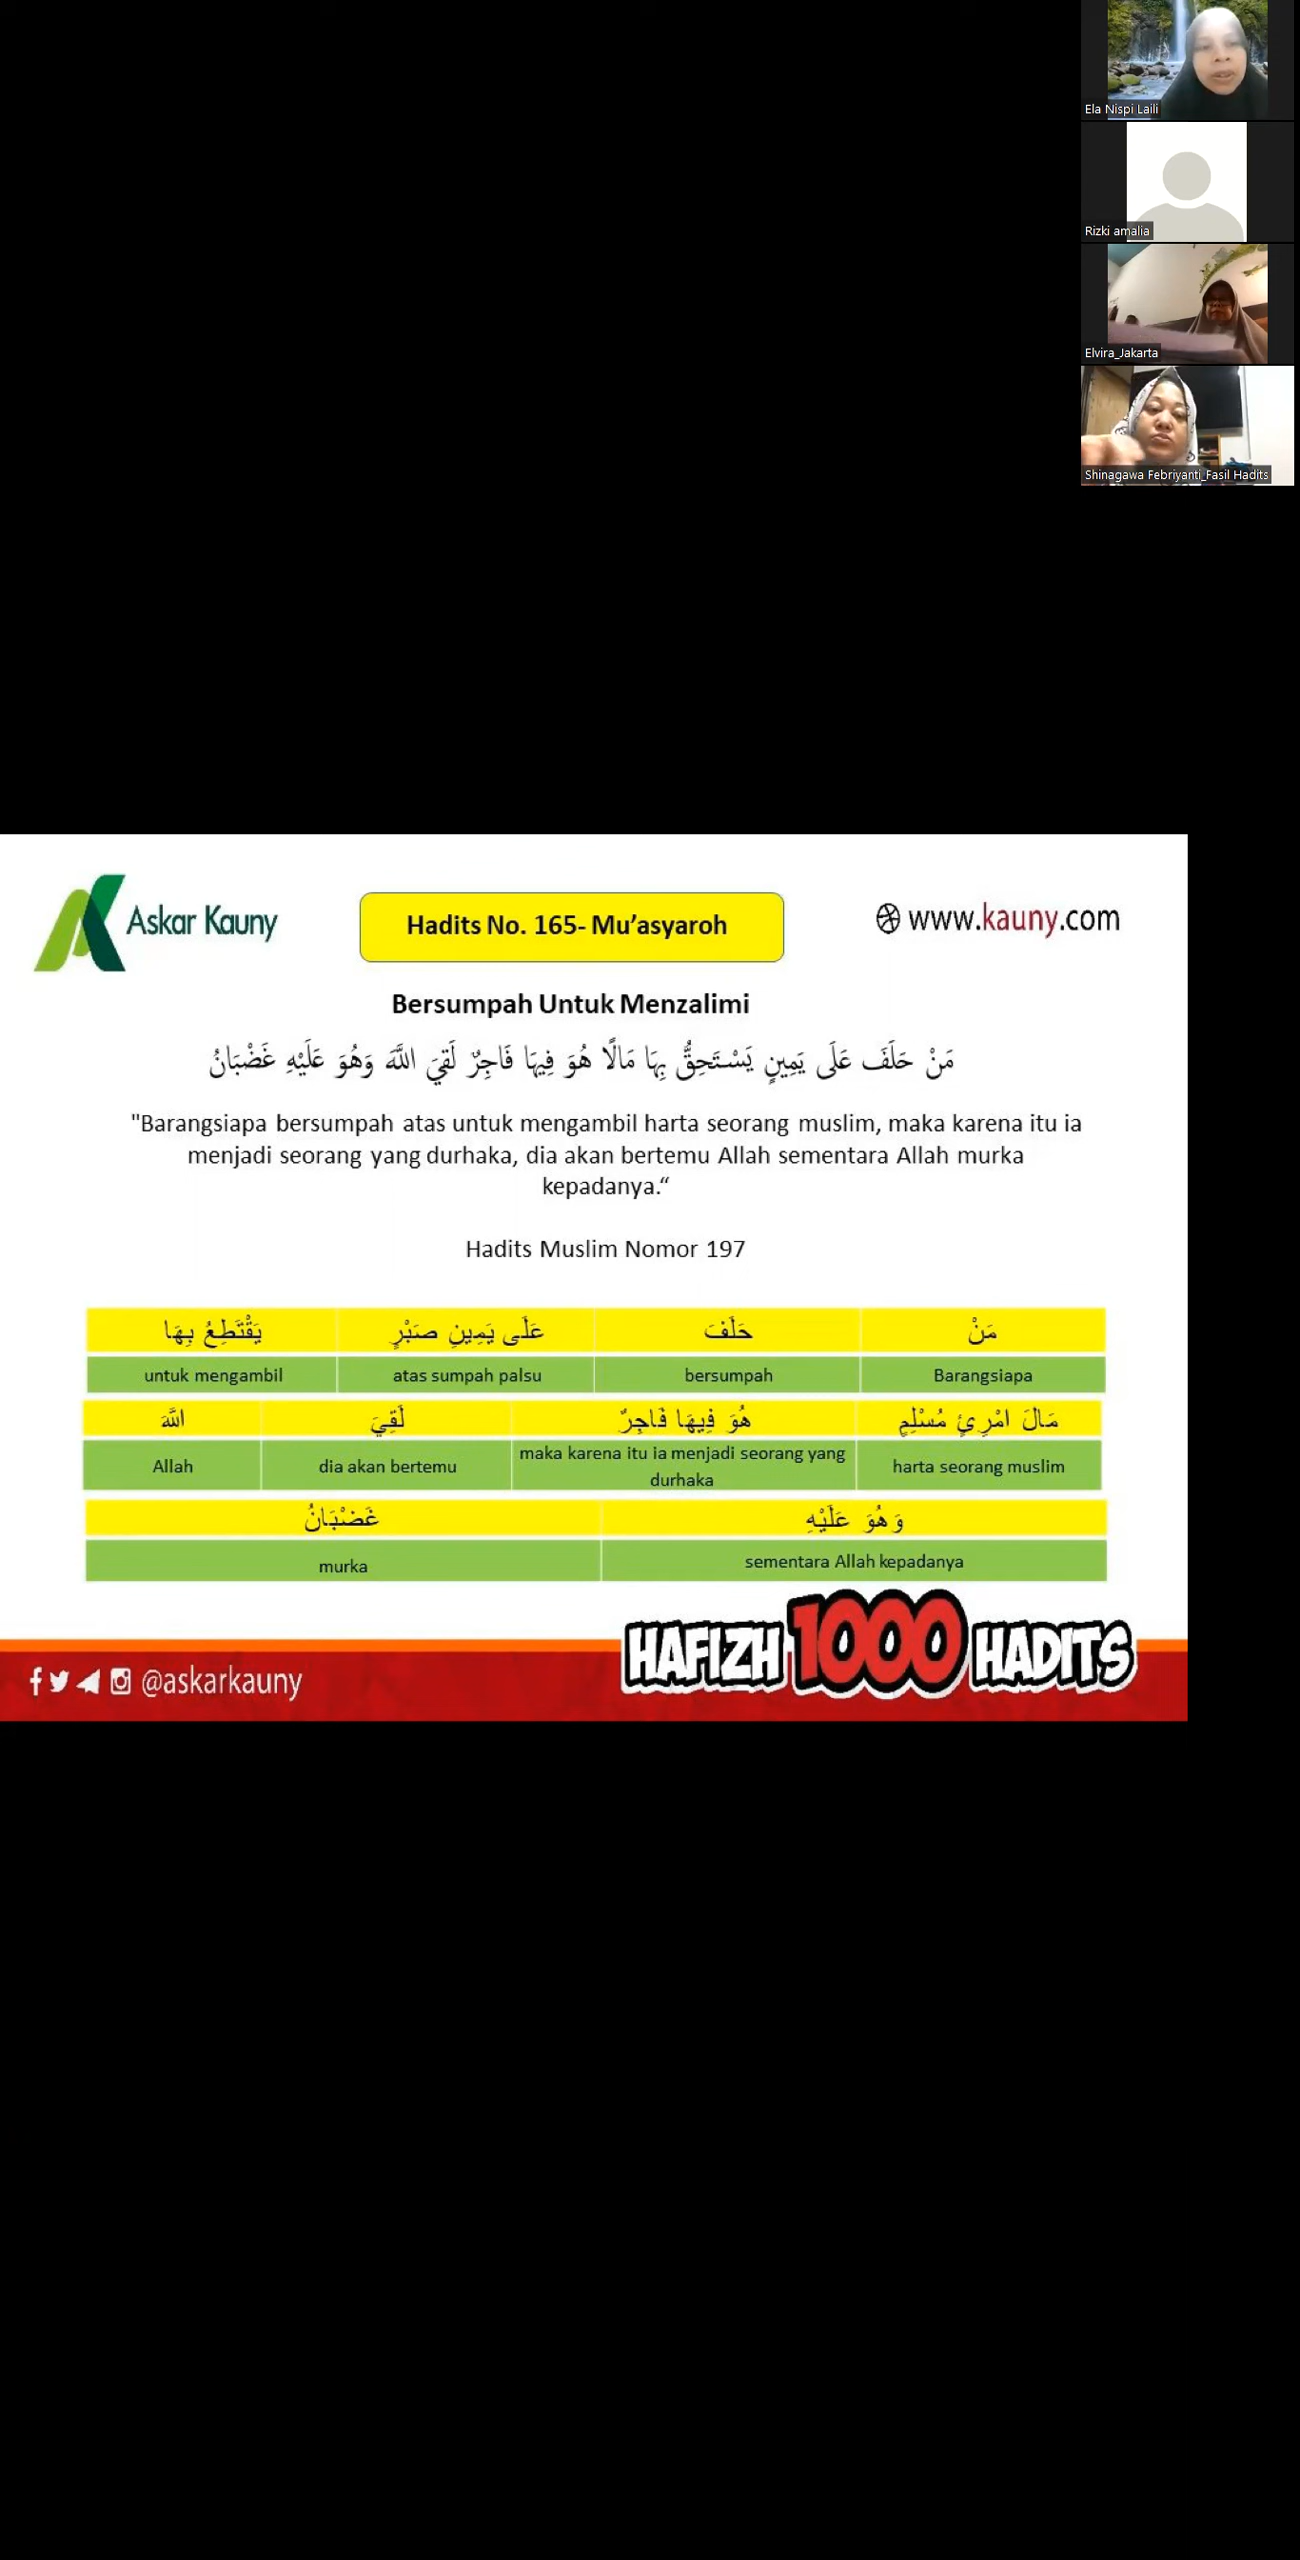 Ela Nispi Laili
Rizki amalia
Elvira_Jakarta
Shinagawa Febriyanti_Fasil Hadits
Askar Kauny
Hadits No. 165- Mu’asyaroh
www.kauny.com
Bersumpah Untuk Menzalimi
مَنْ حَلَفَ عَلَى يَمِينٍ يَسْتَحِقُّ بِهَا مَالًا هُوَ فِيهَا فَاجِرٌ لَقِيَ اللَّهَ وَهُوَ عَلَيْهِ غَضْبَانُ
"Barangsiapa bersumpah atas untuk mengambil harta seorang muslim, maka karena itu ia
menjadi seorang yang durhaka, dia akan bertemu Allah sementara Allah murka
kepadanya.“
Hadits Muslim Nomor 197
مَنْ حَلَفَ عَلَى يَمِينِ صَبْرٍ يَقْتَطِعُ بِهَا
Barangsiapa bersumpah atas sumpah palsu untuk mengambil
مَالَ امْرِئٍ مُسْلِمٍ هُوَ فِيهَا فَاجِرٌ لَقِيَ اللَّهَ
harta seorang muslim maka karena itu ia menjadi seorang yang
durhaka dia akan bertemu Allah
وَهُوَ عَلَيْهِ غَضْبَانُ
sementara Allah kepadanya murka
HAFIZH 1000 HADITS
@askarkauny